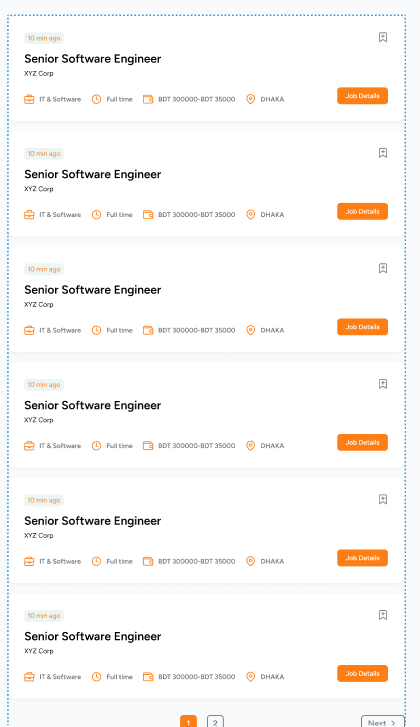 10 min ago
Senior Software Engineer
XYZ Corp
IT & Software Full time BDT 300000-BDT 35000 DHAKA Job Details
10 min ago
Senior Software Engineer
XYZ Corp
IT & Software Full time BDT 300000-BDT 35000 DHAKA Job Details
10 min ago
Senior Software Engineer
XYZ Corp
IT & Software Full time BDT 300000-BDT 35000 DHAKA Job Details
10 min ago
Senior Software Engineer
XYZ Corp
IT & Software Full time BDT 300000-BDT 35000 DHAKA Job Details
10 min ago
Senior Software Engineer
XYZ Corp
IT & Software Full time BDT 300000-BDT 35000 DHAKA Job Details
10 min ago
Senior Software Engineer
XYZ Corp
IT & Software Full time BDT 300000-BDT 35000 DHAKA Job Details
1 2 Next >